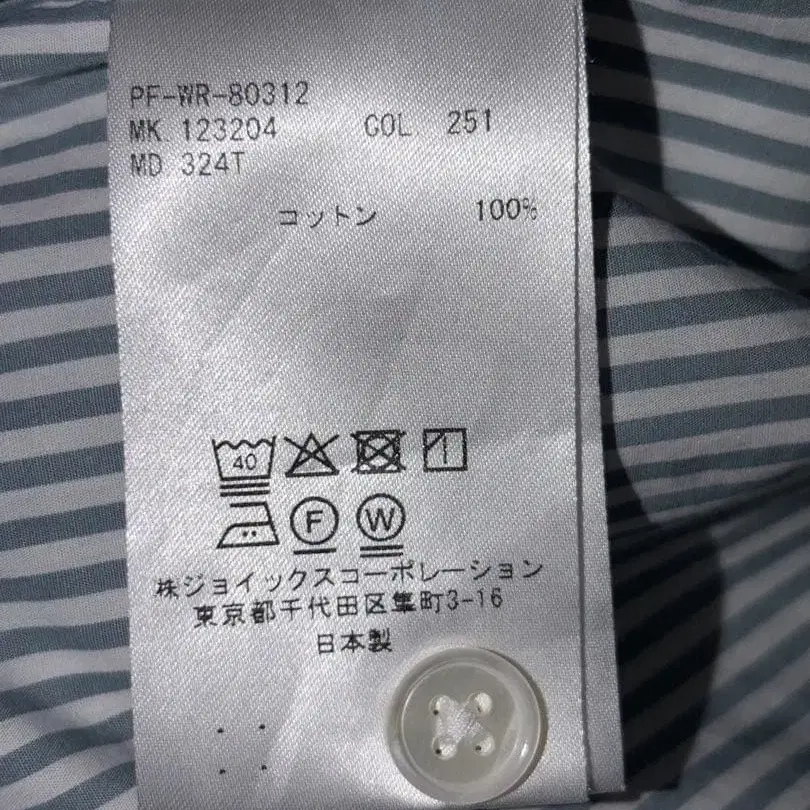 PF-WR-80312
MK 123204 COL 251
MD 324T
コットン 100%
40
F W
株ジョイックスコーポレーション
東京都千代田区隼町3-16
日本製